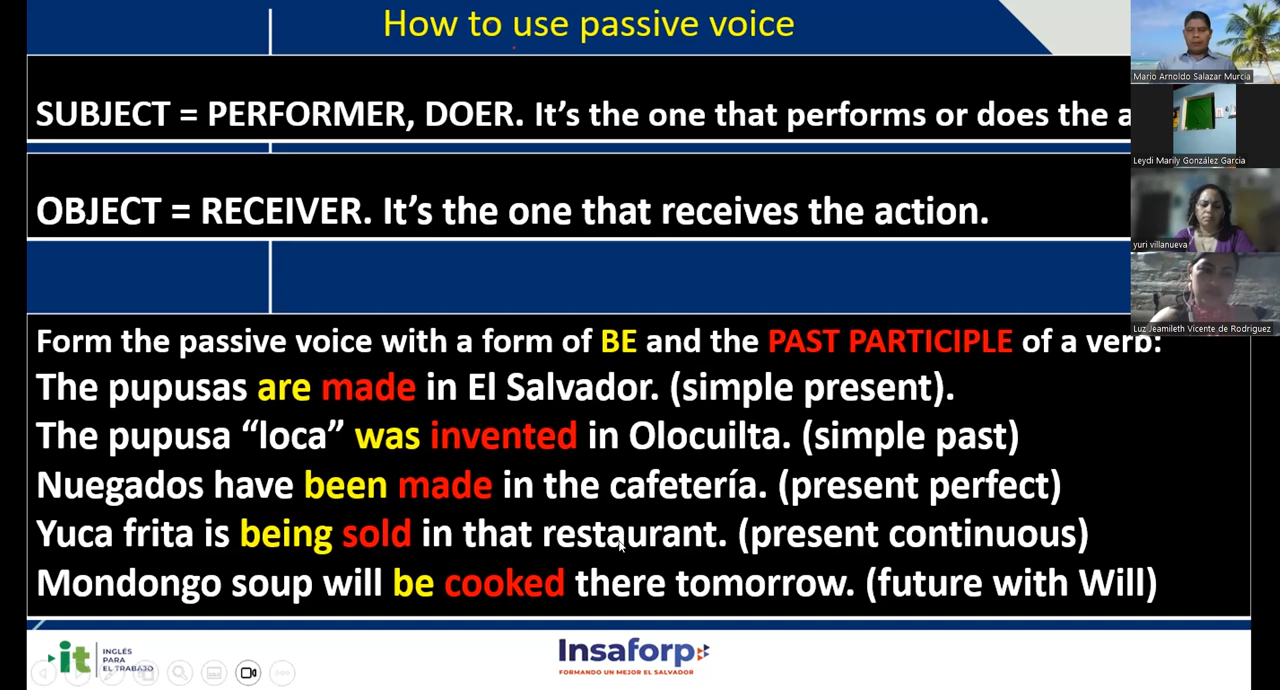 How to use passive voice
SUBJECT = PERFORMER, DOER. It's the one that performs or does the a
OBJECT = RECEIVER. It's the one that receives the action.
Form the passive voice with a form of BE and the PAST PARTICIPLE of a verb:
The pupusas are made in El Salvador. (simple present).
The pupusa “loca” was invented in Olocuilta. (simple past)
Nuegados have been made in the cafetería. (present perfect)
Yuca frita is being sold in that restaurant. (present continuous)
Mondongo soup will be cooked there tomorrow. (future with Will)
Mario Arnoldo Salazar Murcia
Leydi Marily González Garcia
yuri villanueva
Luz Jeamileth Vicente de Rodriguez
it INGLÉS
PARA
EL TRABAJO
Insaforp
FORMANDO UN MEJOR EL SALVADOR